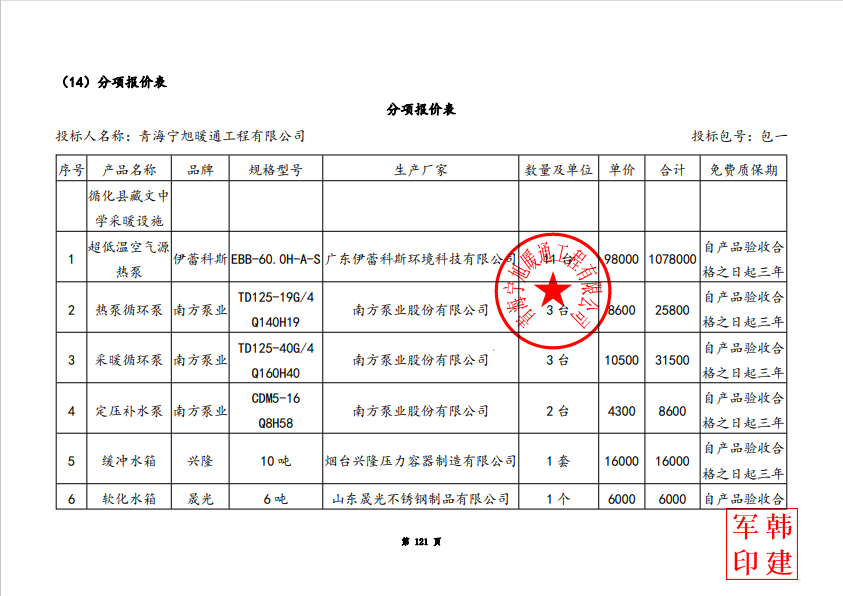 （14）分项报价表
分项报价表
投标人名称：青海宁旭暖通工程有限公司 投标包号：包一
序号 产品名称 品牌 规格型号 生产厂家 数量及单位 单价 合计 免费质保期
循化县藏文中
学采暖设施
1 超低温空气源
热泵 伊蕾科斯 EBB-60.0H-A-S 广东伊蕾科斯环境科技有限公司 11 台 98000 1078000 自产品验收合
格之日起三年
2 热泵循环泵 南方泵业 TD125-19G/4
Q140H19 南方泵业股份有限公司 3 台 8600 25800 自产品验收合
格之日起三年
3 采暖循环泵 南方泵业 TD125-40G/4
Q160H40 南方泵业股份有限公司 3 台 10500 31500 自产品验收合
格之日起三年
4 定压补水泵 南方泵业 CDM5-16
Q8H58 南方泵业股份有限公司 2 台 4300 8600 自产品验收合
格之日起三年
5 缓冲水箱 兴隆 10 吨 烟台兴隆压力容器制造有限公司 1 套 16000 16000 自产品验收合
格之日起三年
6 软化水箱 晟光 6 吨 山东晟光不锈钢制品有限公司 1 个 6000 6000 自产品验收合
青海宁旭暖通工程有限公司
第 121 页
韩建
军印